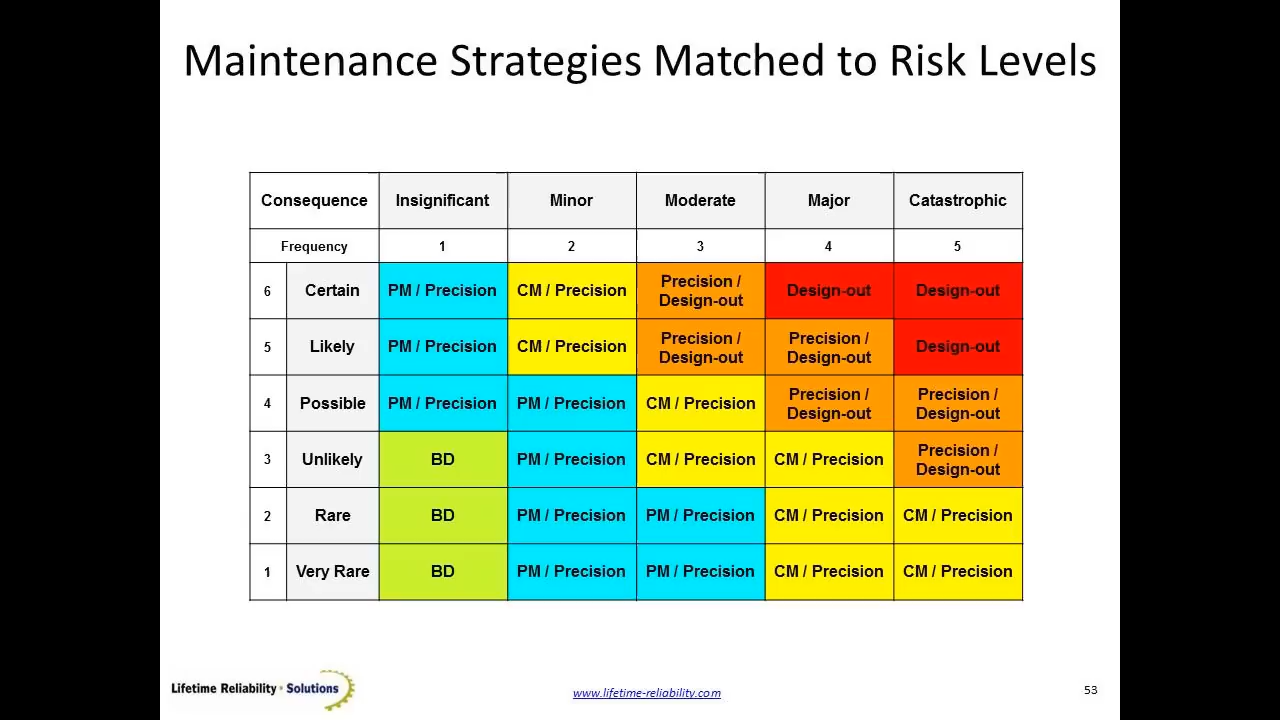 Maintenance Strategies Matched to Risk Levels
Consequence Insignificant Minor Moderate Major Catastrophic
Frequency 1 2 3 4 5
6 Certain PM / Precision CM / Precision Precision / Design-out Design-out Design-out
5 Likely PM / Precision CM / Precision Precision / Design-out Precision / Design-out Design-out
4 Possible PM / Precision PM / Precision CM / Precision Precision / Design-out Precision / Design-out
3 Unlikely BD PM / Precision CM / Precision CM / Precision Precision / Design-out
2 Rare BD PM / Precision PM / Precision CM / Precision CM / Precision
1 Very Rare BD PM / Precision PM / Precision CM / Precision CM / Precision
Lifetime Reliability • Solutions
www.lifetime-reliability.com
53